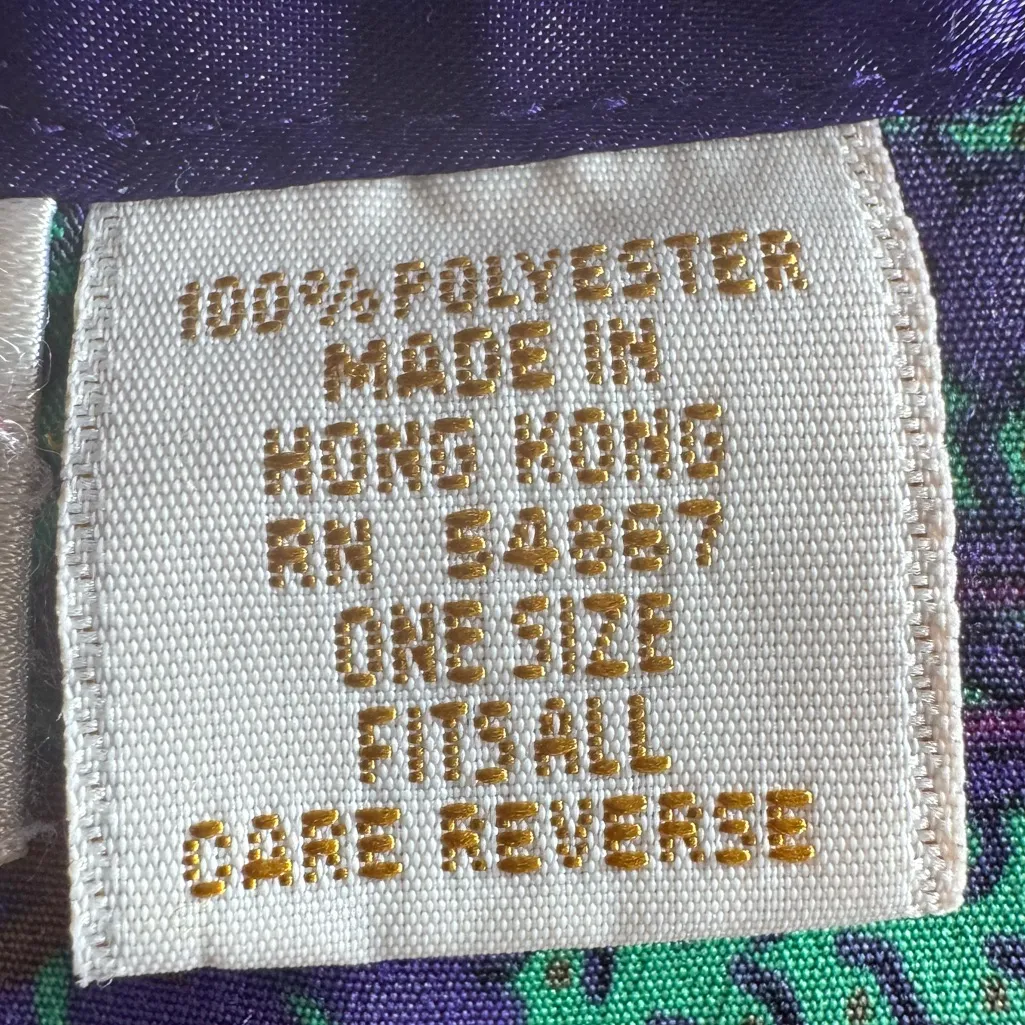 100% POLYESTER
MADE IN
HONG KONG
RN 54867
ONE SIZE
FITS ALL
CARE REVERSE